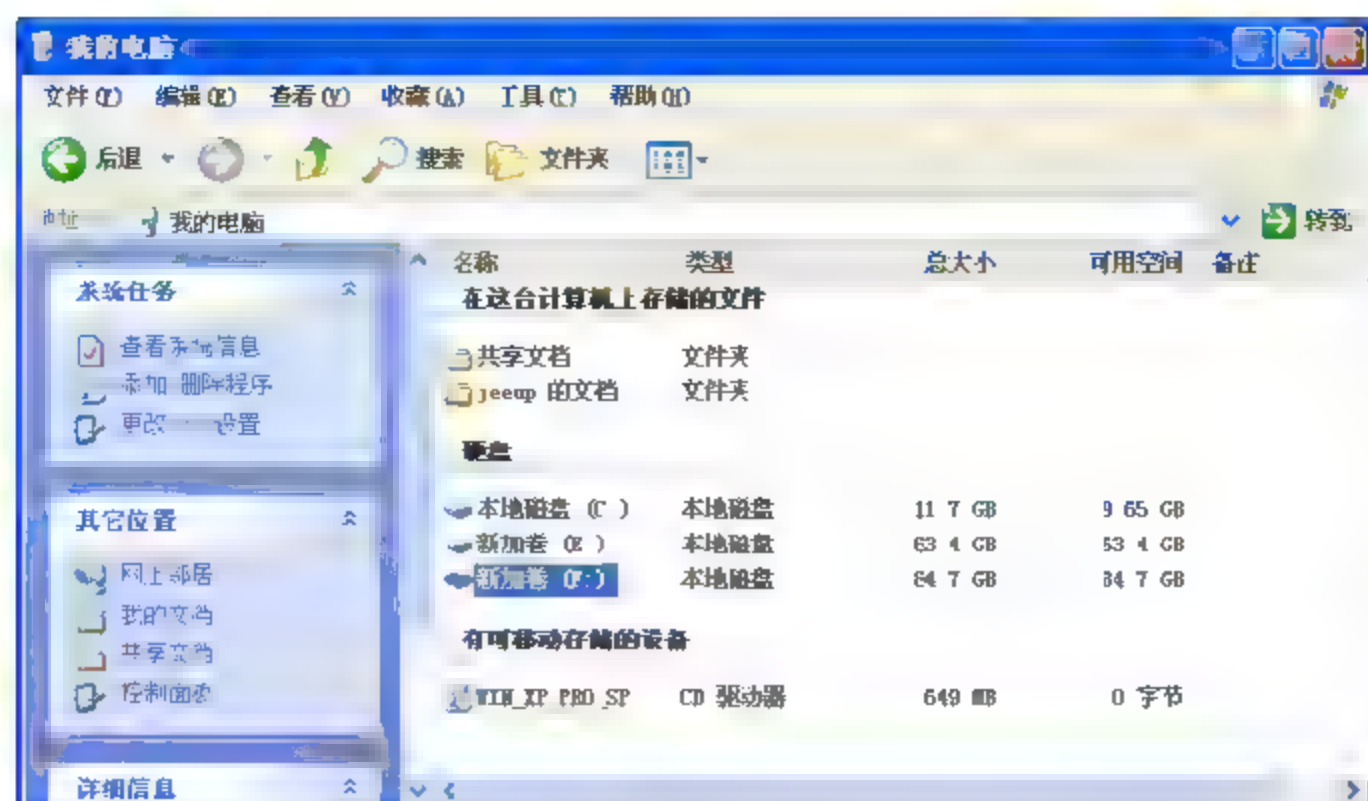 我的电脑
文件(F) 编辑(E) 查看(V) 收藏(A) 工具(T) 帮助(H)
后退 搜索 文件夹
地址 我的电脑 转到
名称 类型 总大小 可用空间 备注
系统任务
查看系统信息
添加 删除程序
更改 设置
其它位置
网上邻居
我的文档
共享文档
控制面板
详细信息
在这台计算机上存储的文件
共享文档 文件夹
jeeup 的文档 文件夹
硬盘
本地磁盘 (C ) 本地磁盘 11 7 GB 9 65 GB
新加卷 (E ) 本地磁盘 63 4 GB 53 4 GB
新加卷 (F:) 本地磁盘 84 7 GB 84 7 GB
有可移动存储的设备
WIN_XP_PRO_SP CD 驱动器 649 MB 0 字节